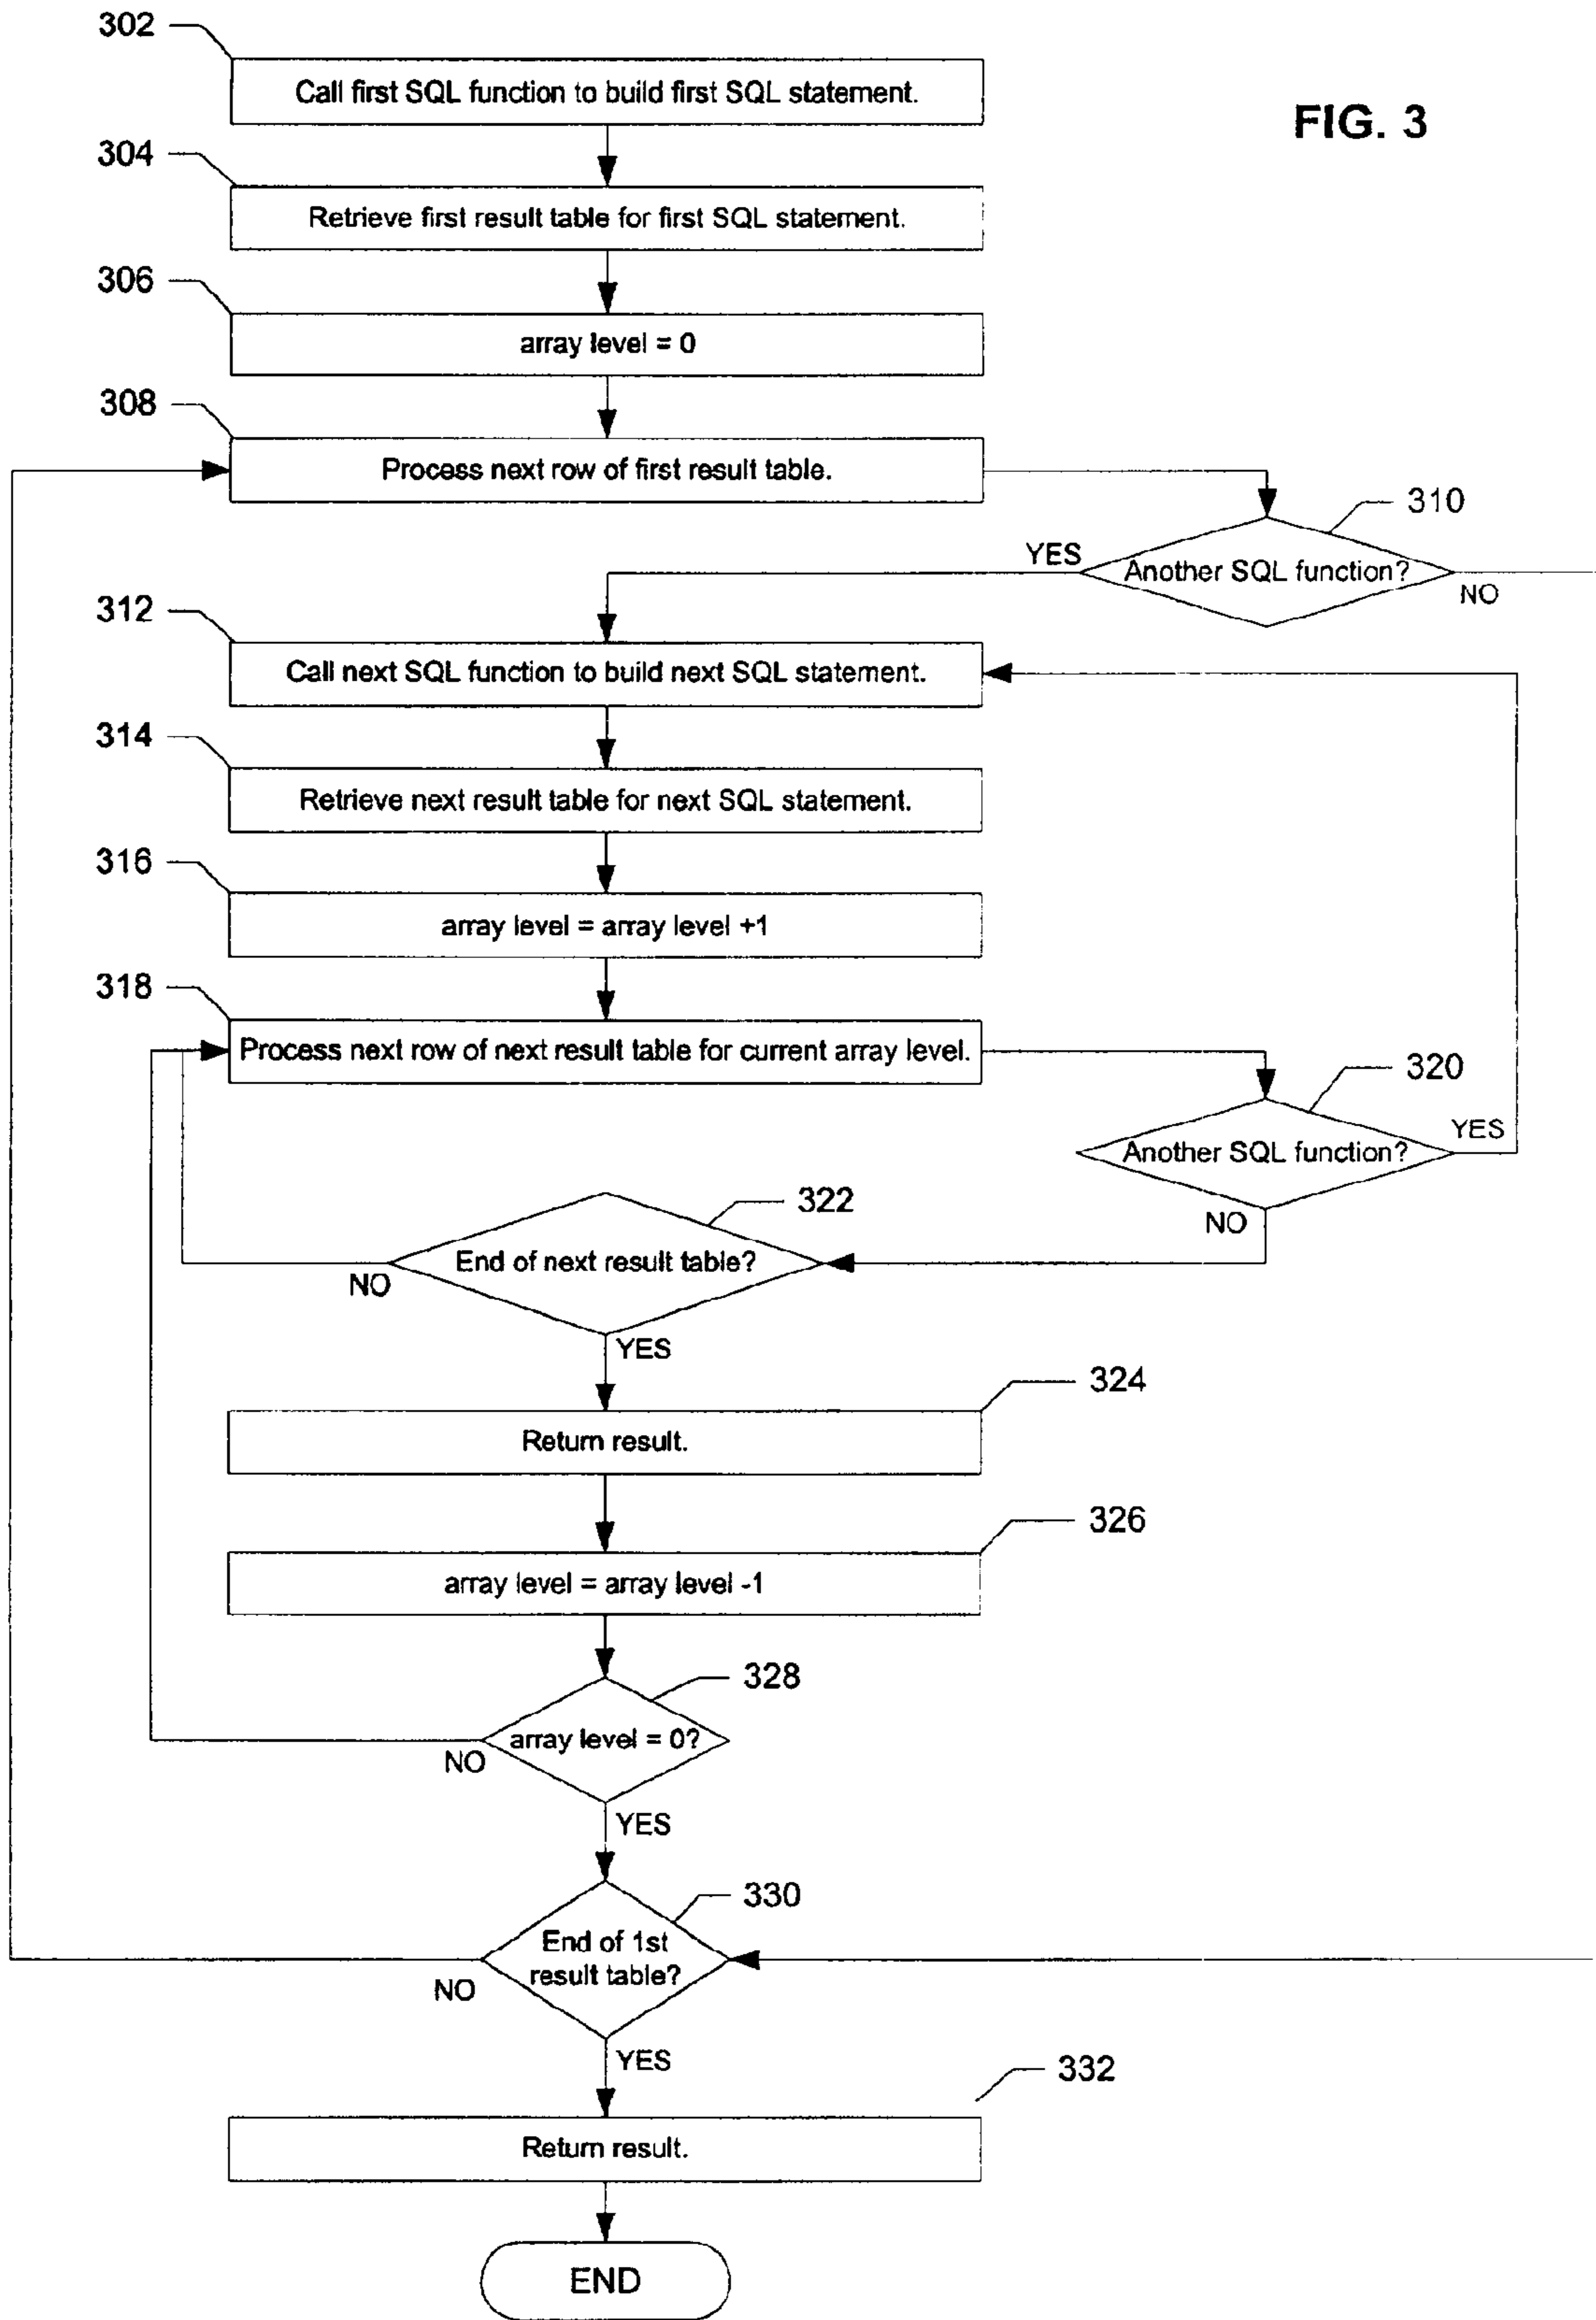 302
Call first SQL function to build first SQL statement.
FIG. 3
304
Retrieve first result table for first SQL statement.
306
array level = 0
308
Process next row of first result table.
310
Another SQL function?
YES
NO
312
Call next SQL function to build next SQL statement.
314
Retrieve next result table for next SQL statement.
316
array level = array level +1
318
Process next row of next result table for current array level.
320
Another SQL function?
YES
NO
322
End of next result table?
NO
YES
324
Return result.
326
array level = array level -1
328
array level = 0?
NO
YES
330
End of 1st
result table?
NO
YES
332
Return result.
END